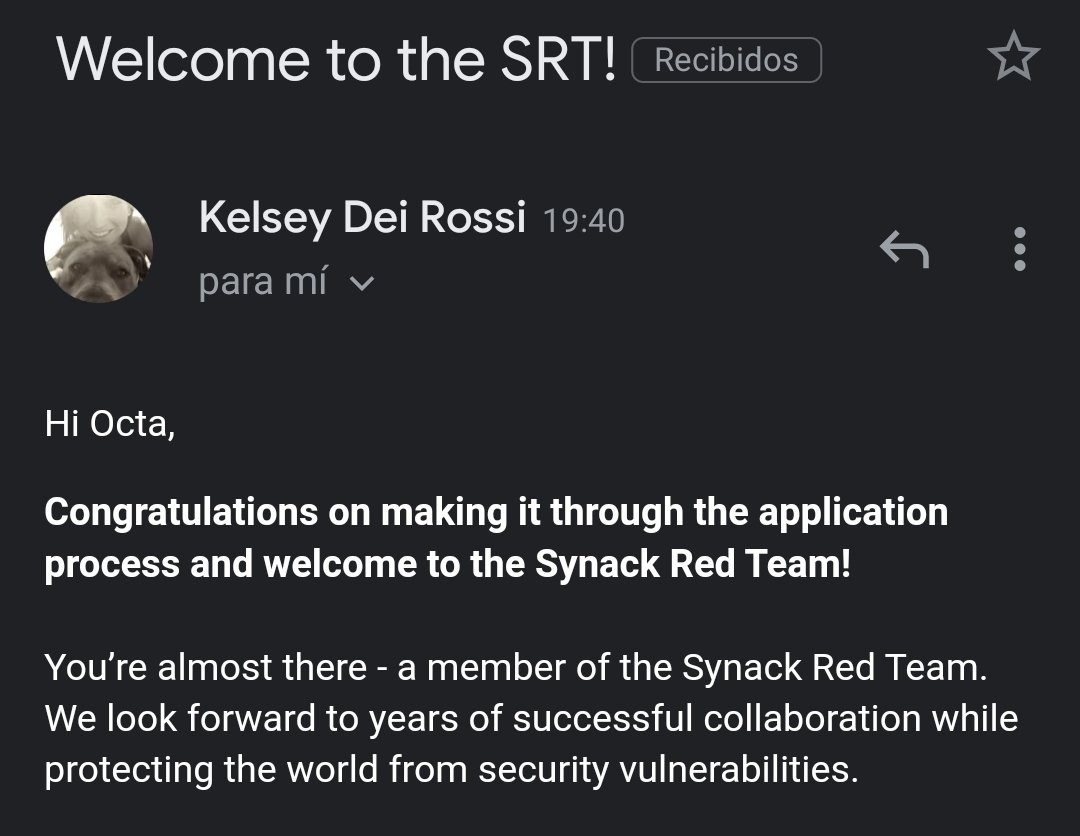 Welcome to the SRT! Recibidos
Kelsey Dei Rossi 19:40
para mí
Hi Octa,
Congratulations on making it through the application
process and welcome to the Synack Red Team!
You’re almost there - a member of the Synack Red Team.
We look forward to years of successful collaboration while
protecting the world from security vulnerabilities.